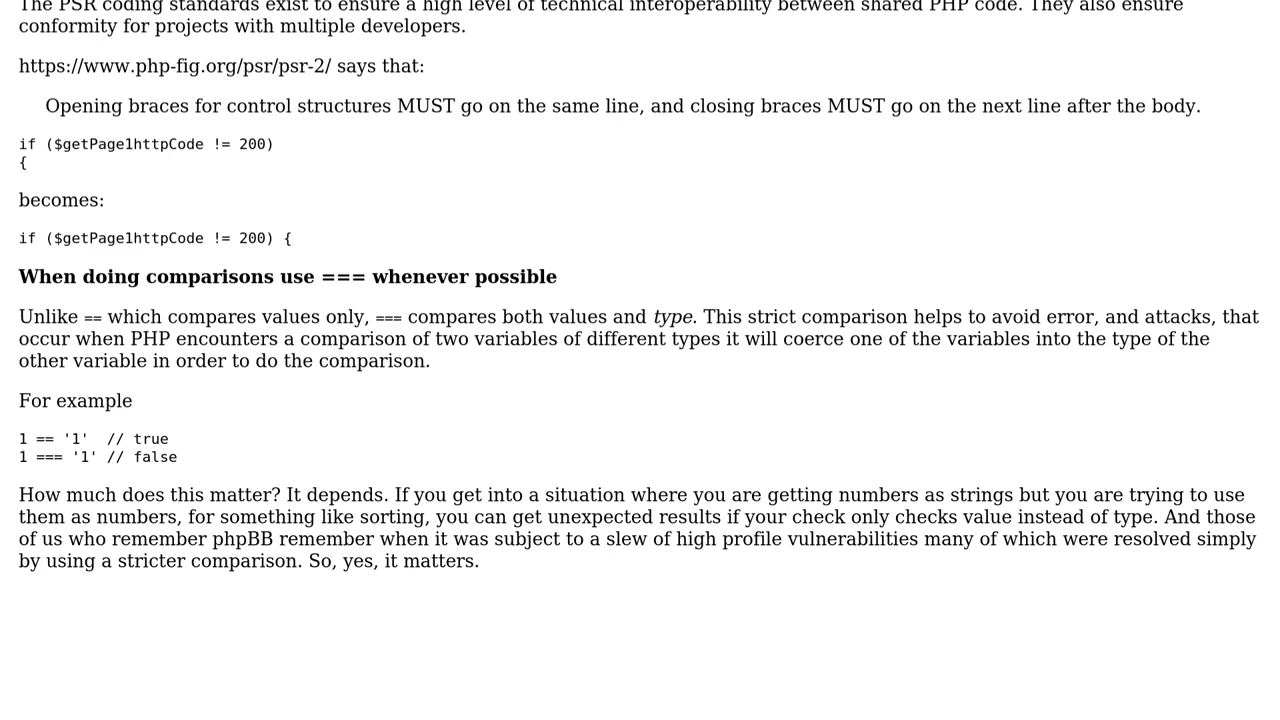 The PSR coding standards exist to ensure a high level of technical interoperability between shared PHP code. They also ensure
conformity for projects with multiple developers.
https://www.php-fig.org/psr/psr-2/ says that:
Opening braces for control structures MUST go on the same line, and closing braces MUST go on the next line after the body.
if ($getPage1httpCode != 200)
{
becomes:
if ($getPage1httpCode != 200) {
When doing comparisons use === whenever possible
Unlike == which compares values only, === compares both values and type. This strict comparison helps to avoid error, and attacks, that
occur when PHP encounters a comparison of two variables of different types it will coerce one of the variables into the type of the
other variable in order to do the comparison.
For example
1 == '1'  // true
1 === '1' // false
How much does this matter? It depends. If you get into a situation where you are getting numbers as strings but you are trying to use
them as numbers, for something like sorting, you can get unexpected results if your check only checks value instead of type. And those
of us who remember phpBB remember when it was subject to a slew of high profile vulnerabilities many of which were resolved simply
by using a stricter comparison. So, yes, it matters.